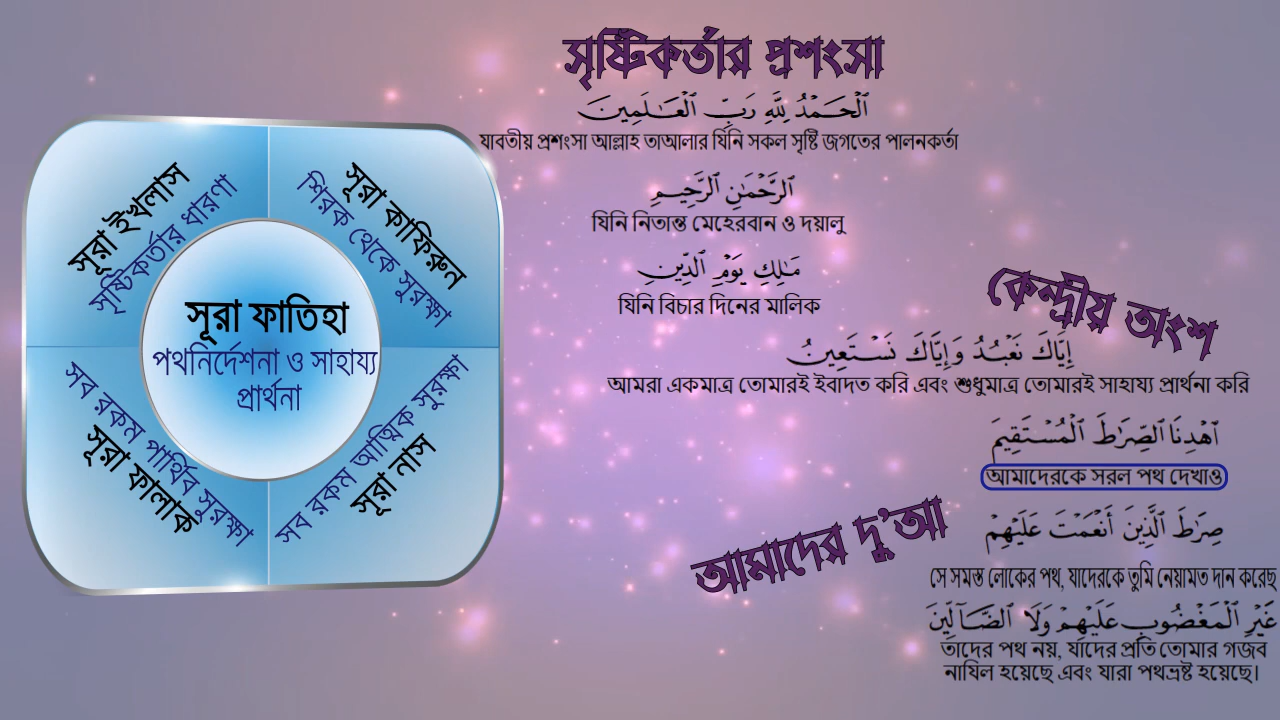 সূরা ইখলাস
সৃষ্টিকর্তার ধারণা
সূরা কাফিরুন
শিরক থেকে সুরক্ষা
সূরা ফাতিহা
পথনির্দেশনা ও সাহায্য
প্রার্থনা
সব রকম পার্থিব সুরক্ষা
সূরা ফালাক
সব রকম আত্মিক সুরক্ষা
সূরা নাস
সৃষ্টিকর্তার প্রশংসা
ٱلْحَمْدُ لِلَّهِ رَبِّ ٱلْعَـٰلَمِينَ
যাবতীয় প্রশংসা আল্লাহ তাআলার যিনি সকল সৃষ্টি জগতের পালনকর্তা
ٱلرَّحْمَـٰنِ ٱلرَّحِيمِ
যিনি নিতান্ত মেহেরবান ও দয়ালু
مَـٰلِكِ يَوْمِ ٱلدِّينِ
যিনি বিচার দিনের মালিক
কেন্দ্রীয় অংশ
إِيَّاكَ نَعْبُدُ وَإِيَّاكَ نَسْتَعِينُ
আমরা একমাত্র তোমারই ইবাদত করি এবং শুধুমাত্র তোমারই সাহায্য প্রার্থনা করি
ٱهْدِنَا ٱلصِّرَٰطَ ٱلْمُسْتَقِيمَ
আমাদেরকে সরল পথ দেখাও
আমাদের দু'আ
صِرَٰطَ ٱلَّذِينَ أَنْعَمْتَ عَلَيْهِمْ
সে সমস্ত লোকের পথ, যাদেরকে তুমি নেয়ামত দান করেছ
غَيْرِ ٱلْمَغْضُوبِ عَلَيْهِمْ وَلَا ٱلضَّآلِّينَ
তাদের পথ নয়, যাদের প্রতি তোমার গজব
নাযিল হয়েছে এবং যারা পথভ্রষ্ট হয়েছে।